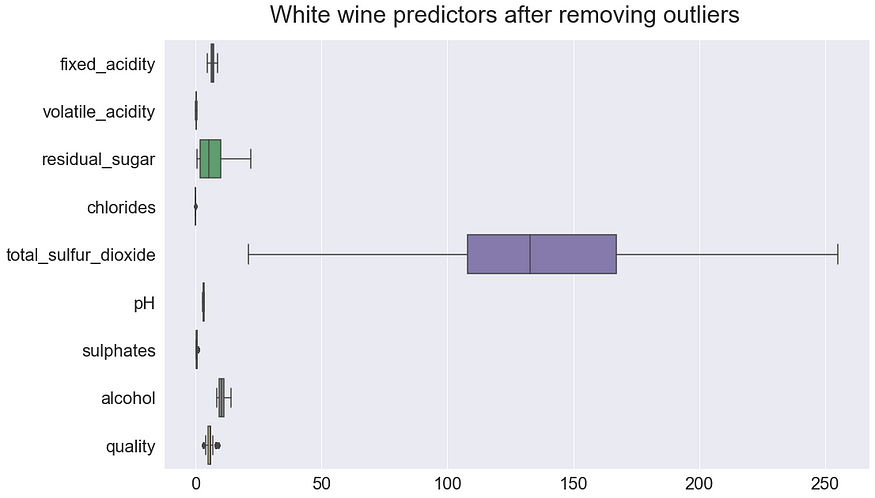 White wine predictors after removing outliers
fixed_acidity
volatile_acidity
residual_sugar
chlorides
total_sulfur_dioxide
pH
sulphates
alcohol
quality
0 50 100 150 200 250